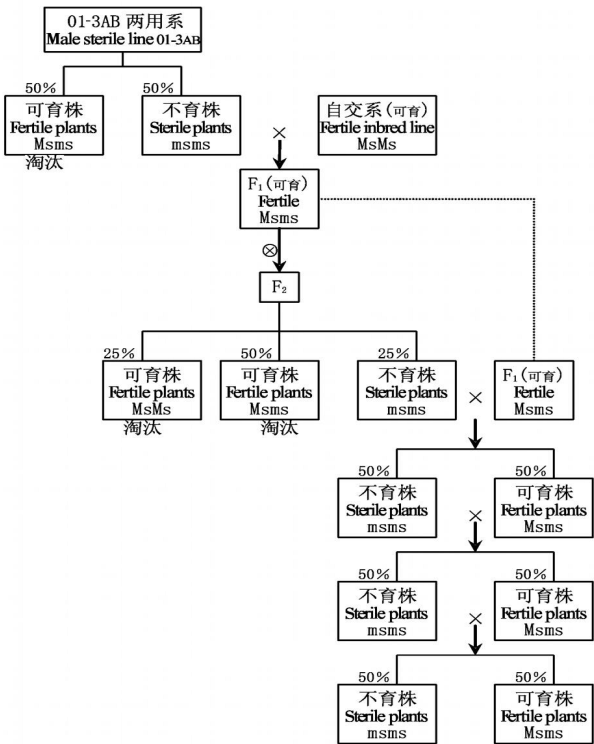 01-3AB 两用系
Male sterile line 01-3AB
50%
50%
可育株
Fertile plants
Msms
淘汰
不育株
Sterile plants
msms
×
自交系(可育)
Fertile inbred line
MsMs
F₁(可育)
Fertile
Msms
⊗
F₂
25%
50%
25%
可育株
Fertile plants
MsMs
淘汰
可育株
Fertile plants
Msms
淘汰
不育株
Sterile plants
msms
×
F₁(可育)
Fertile
Msms
50%
50%
不育株
Sterile plants
msms
×
可育株
Fertile plants
Msms
50%
50%
不育株
Sterile plants
msms
×
可育株
Fertile plants
Msms
50%
50%
不育株
Sterile plants
msms
可育株
Fertile plants
Msms